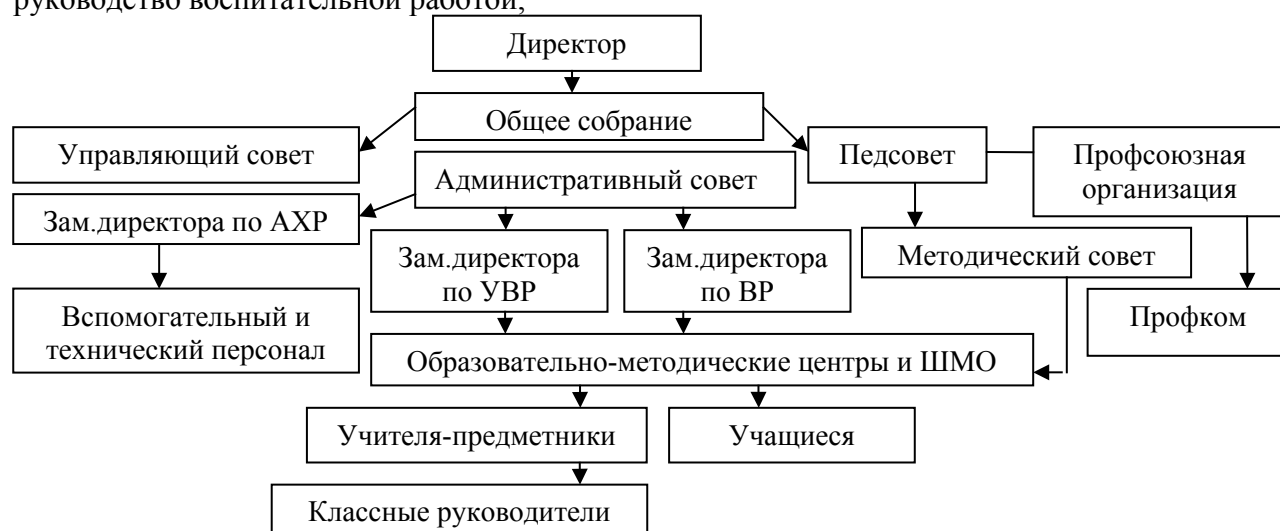 руководство воспитательной работой;
Директор
Общее собрание
Управляющий совет
Педсовет
Профсоюзная
организация
Административный совет
Зам.директора по АХР
Зам.директора
по УВР
Зам.директора
по ВР
Методический совет
Вспомогательный и
технический персонал
Профком
Образовательно-методические центры и ШМО
Учителя-предметники
Учащиеся
Классные руководители